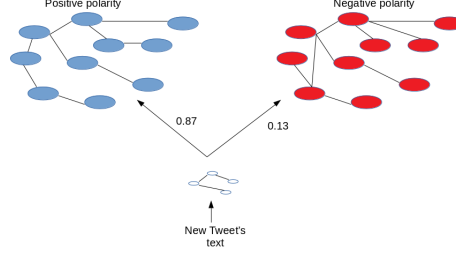 Positive polarity
Negative polarity
0.87
0.13
New Tweet's
text